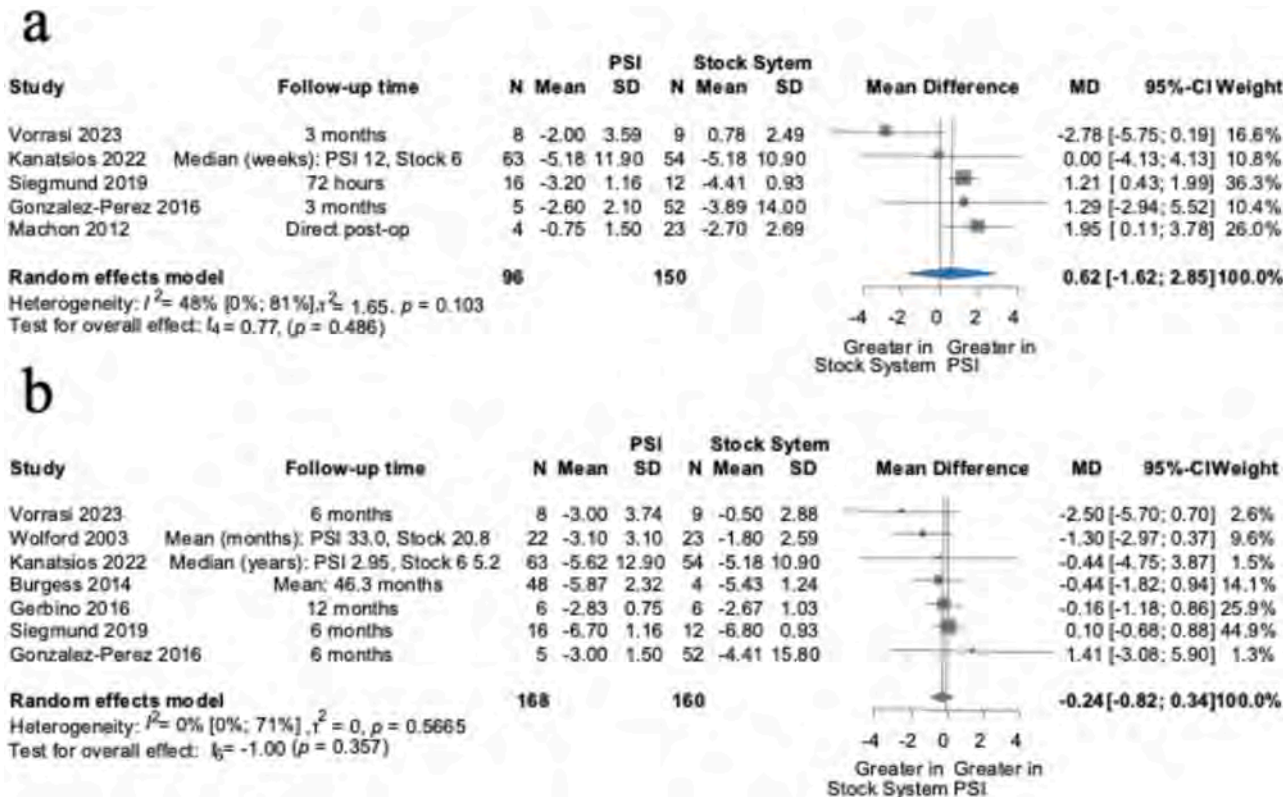 a
PSI Stock Sytem
Study Follow-up time N Mean SD N Mean SD Mean Difference MD 95%-CI Weight
Vorrasi 2023 3 months 8 -2.00 3.59 9 0.78 2.49 -2.78 [-5.75; 0.19] 16.6%
Kanatsios 2022 Median (weeks): PSI 12, Stock 6 63 -5.18 11.90 54 -5.18 10.90 0.00 [-4.13; 4.13] 10.8%
Siegmund 2019 72 hours 16 -3.20 1.16 12 -4.41 0.93 1.21 [0.43; 1.99] 36.3%
Gonzalez-Perez 2016 3 months 5 -2.60 2.10 52 -3.89 14.00 1.29 [-2.94; 5.52] 10.4%
Machon 2012 Direct post-op 4 -0.75 1.50 23 -2.70 2.69 1.95 [0.11; 3.78] 26.0%
Random effects model 96 150 0.62 [-1.62; 2.85] 100.0%
Heterogeneity: I² = 48% [0%; 81%], τ² = 1.65, p = 0.103
Test for overall effect: t₄ = 0.77, (p = 0.486)
-4 -2 0 2 4
Greater in Greater in
Stock System PSI
b
PSI Stock Sytem
Study Follow-up time N Mean SD N Mean SD Mean Difference MD 95%-CI Weight
Vorrasi 2023 6 months 8 -3.00 3.74 9 -0.50 2.88 -2.50 [-5.70; 0.70] 2.6%
Wolford 2003 Mean (months): PSI 33.0, Stock 20.8 22 -3.10 3.10 23 -1.80 2.59 -1.30 [-2.97; 0.37] 9.6%
Kanatsios 2022 Median (years): PSI 2.95, Stock 6 5.2 63 -5.62 12.90 54 -5.18 10.90 -0.44 [-4.75; 3.87] 1.5%
Burgess 2014 Mean: 46.3 months 48 -5.87 2.32 4 -5.43 1.24 -0.44 [-1.82; 0.94] 14.1%
Gerbino 2016 12 months 6 -2.83 0.75 6 -2.67 1.03 -0.16 [-1.18; 0.86] 25.9%
Siegmund 2019 6 months 16 -6.70 1.16 12 -6.80 0.93 0.10 [-0.68; 0.88] 44.9%
Gonzalez-Perez 2016 6 months 5 -3.00 1.50 52 -4.41 15.80 1.41 [-3.08; 5.90] 1.3%
Random effects model 168 160 -0.24 [-0.82; 0.34] 100.0%
Heterogeneity: I² = 0% [0%; 71%], τ² = 0, p = 0.5665
Test for overall effect: t₆ = -1.00 (p = 0.357)
-4 -2 0 2 4
Greater in Greater in
Stock System PSI